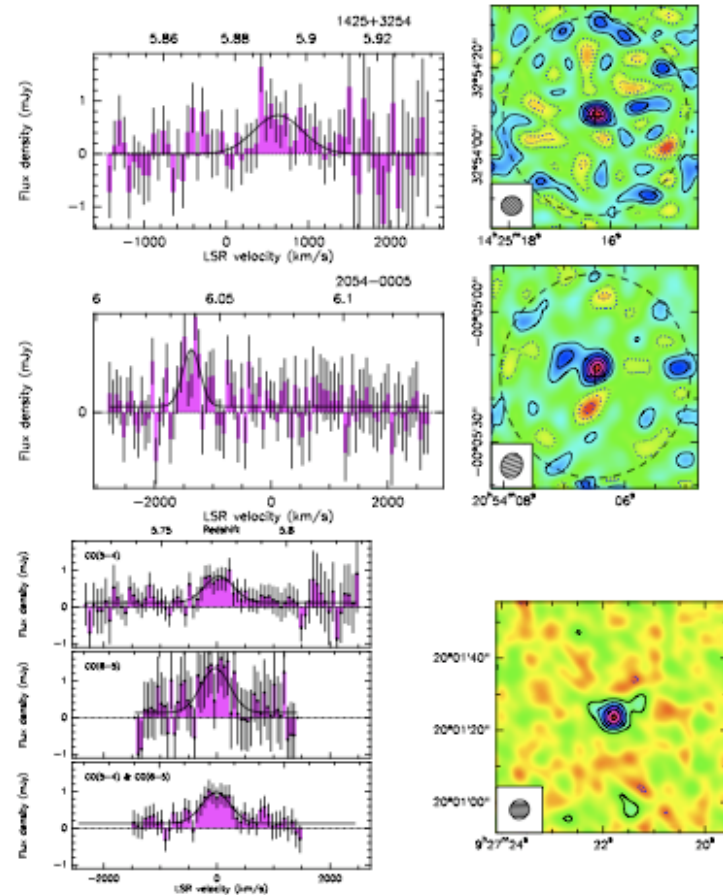 1425+3254
5.86 5.88 5.9 5.92
Flux density (mJy)
1
0
−1
−1000 0 1000 2000
LSR velocity (km/s)
32°54'20"
32°54'00"
14ʰ25ᵐ18ˢ 16ˢ
2054−0005
6 6.05 6.1
Flux density (mJy)
0
−2000 0 2000
LSR velocity (km/s)
−00°05'00"
−00°05'30"
20ʰ54ᵐ08ˢ 06ˢ
Redshift
5.75 5.8
CO(5−4)
Flux density (mJy)
1
0
−1
CO(6−5)
Flux density (mJy)
1
0
−1
CO(5−4) & CO(6−5)
Flux density (mJy)
1
0
−1
−2000 0 2000
LSR velocity (km/s)
20°01'40"
20°01'20"
20°01'00"
9ʰ27ᵐ24ˢ 22ˢ 20ˢ